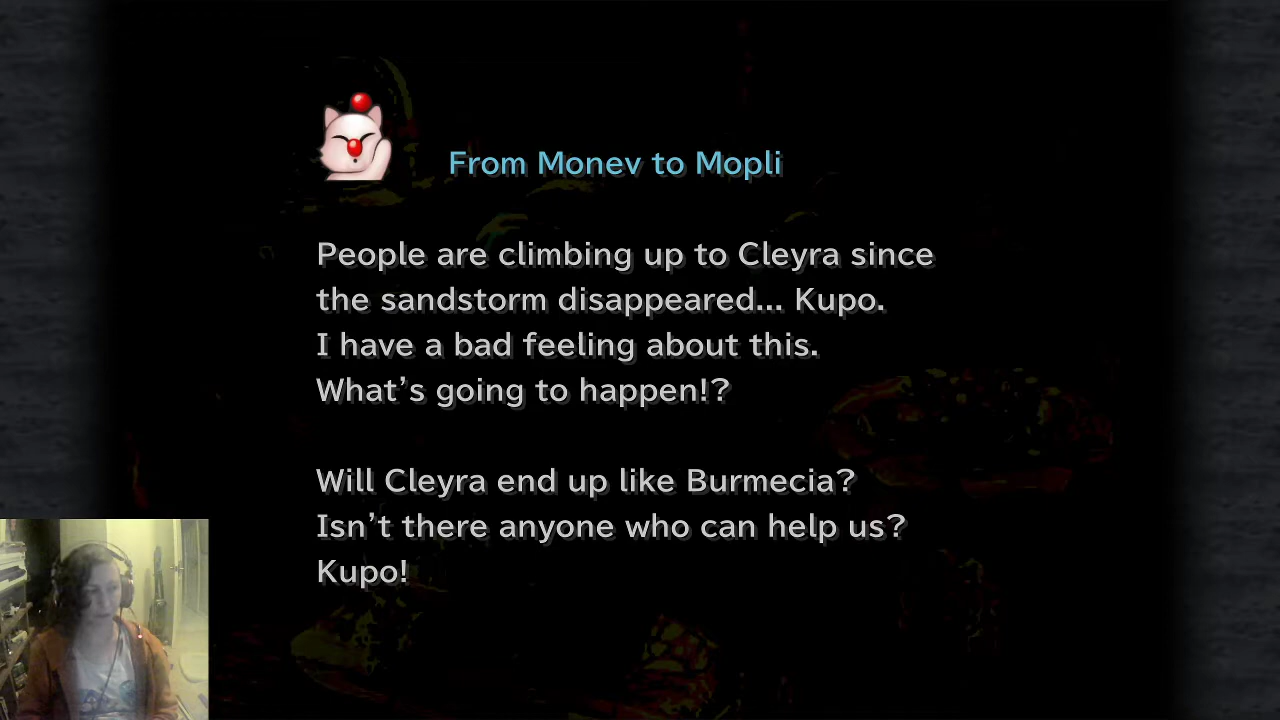 From Monev to Mopli
People are climbing up to Cleyra since
the sandstorm disappeared... Kupo.
I have a bad feeling about this.
What's going to happen!?
Will Cleyra end up like Burmecia?
Isn't there anyone who can help us?
Kupo!